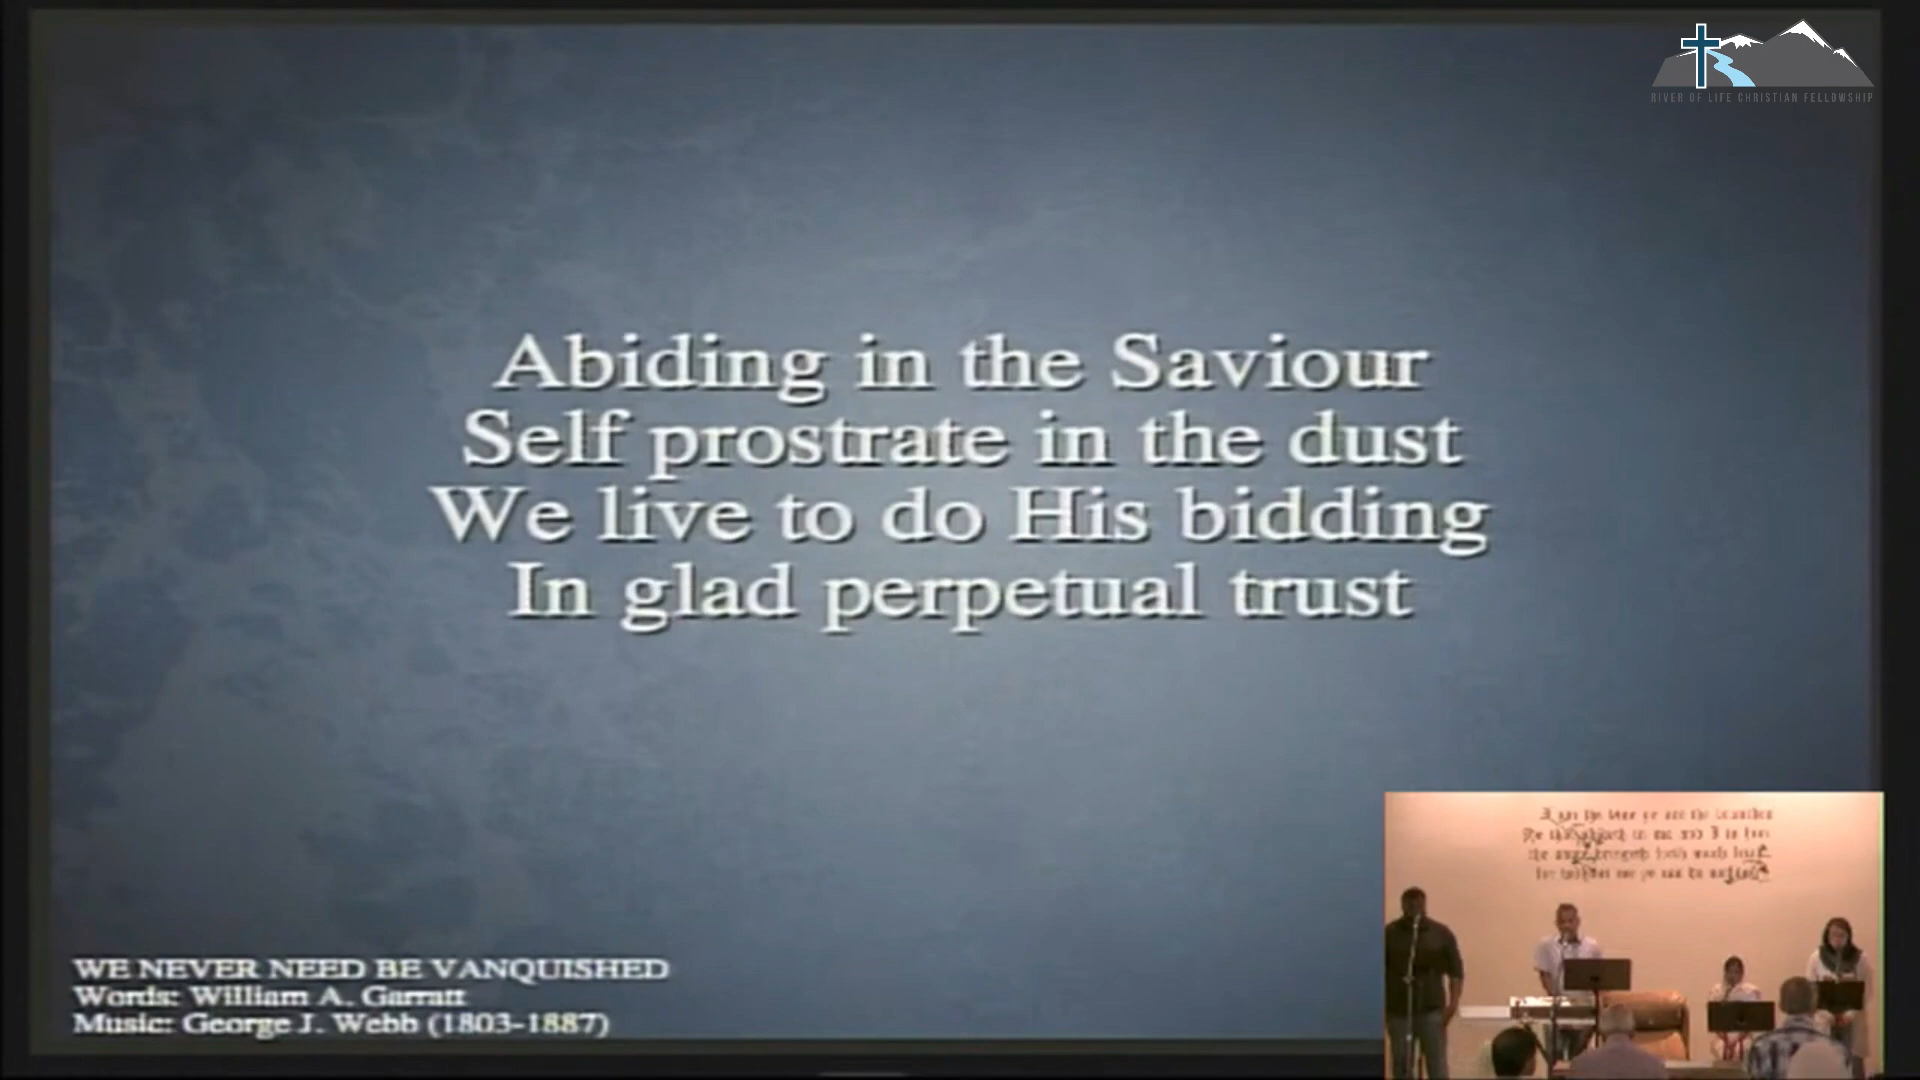 RIVER OF LIFE CHRISTIAN FELLOWSHIP
Abiding in the Saviour
Self prostrate in the dust
We live to do His bidding
In glad perpetual trust
WE NEVER NEED BE VANQUISHED
Words: William A. Garratt
Music: George J. Webb (1803-1887)